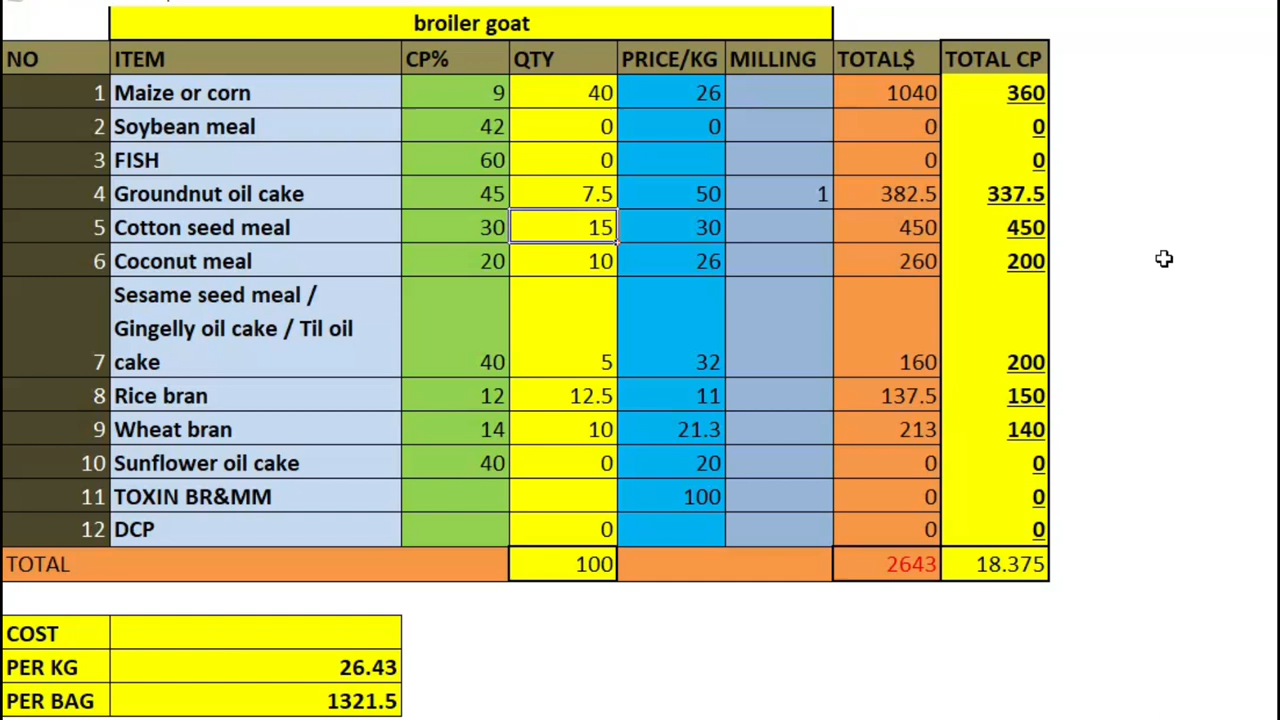 broiler goat
NO ITEM CP% QTY PRICE/KG MILLING TOTAL$ TOTAL CP
1 Maize or corn 9 40 26 1040 360
2 Soybean meal 42 0 0 0 0
3 FISH 60 0 0 0
4 Groundnut oil cake 45 7.5 50 1 382.5 337.5
5 Cotton seed meal 30 15 30 450 450
6 Coconut meal 20 10 26 260 200
Sesame seed meal /
Gingelly oil cake / Til oil
7 cake 40 5 32 160 200
8 Rice bran 12 12.5 11 137.5 150
9 Wheat bran 14 10 21.3 213 140
10 Sunflower oil cake 40 0 20 0 0
11 TOXIN BR&MM 100 0 0
12 DCP 0 0 0
TOTAL 100 2643 18.375
COST
PER KG 26.43
PER BAG 1321.5